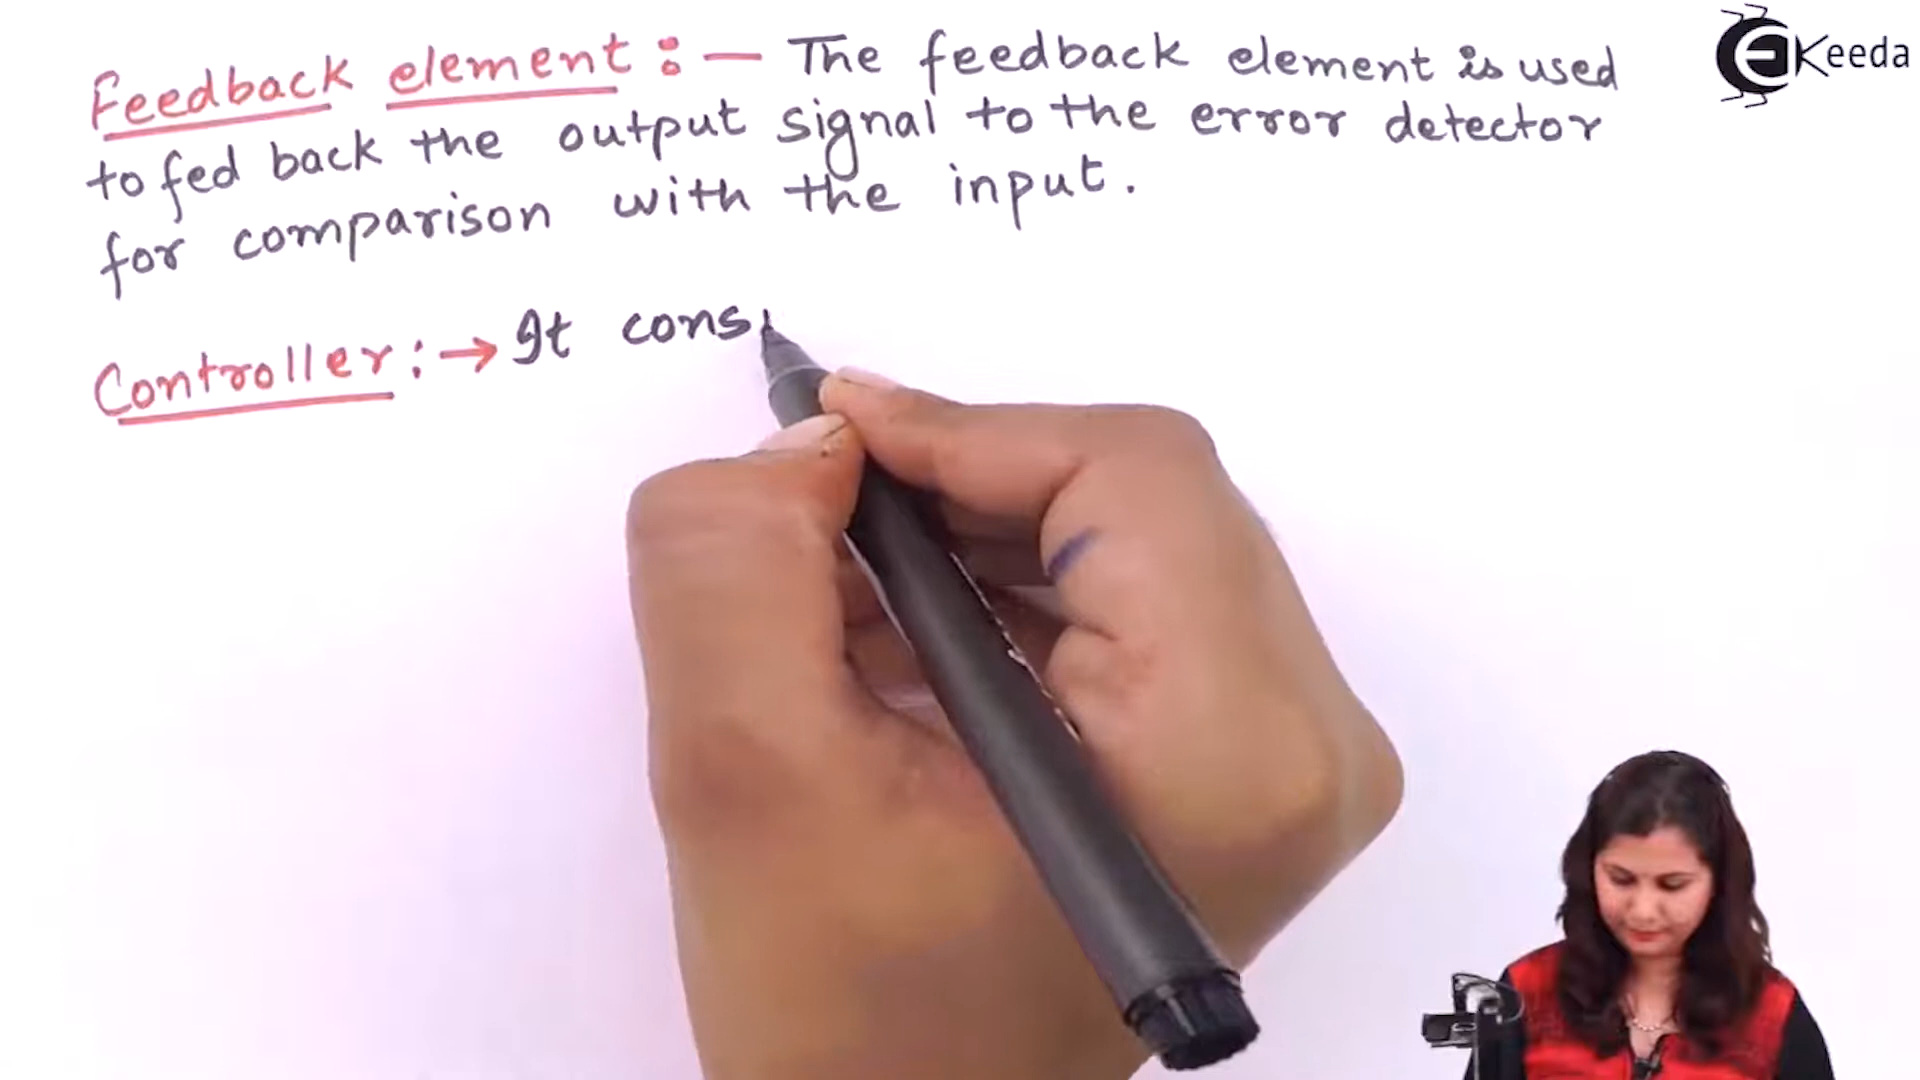 Feedback element :— The feedback element is used
to fed back the output signal to the error detector
for comparison with the input.
Controller :→ It cons
EKeeda